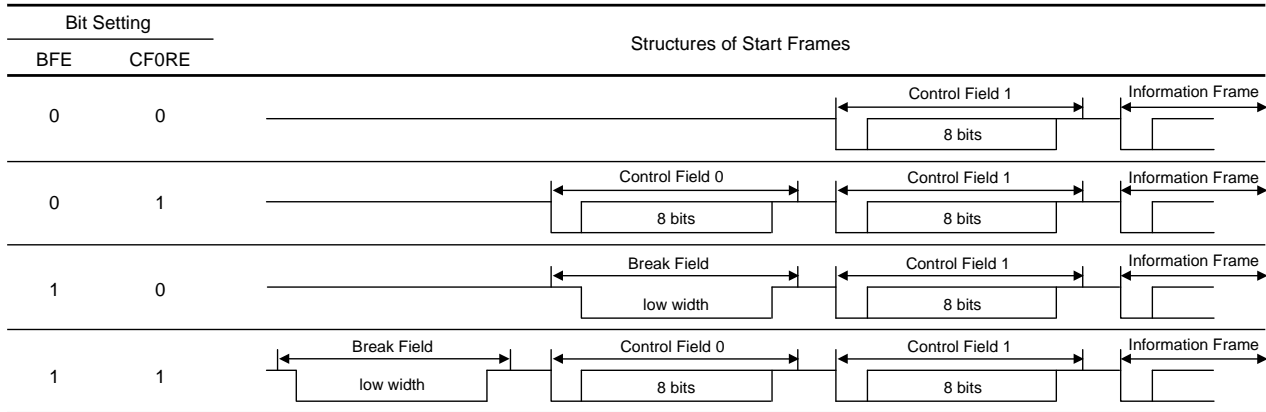 Bit Setting
Structures of Start Frames
BFE CF0RE
0 0
Control Field 1 Information Frame
8 bits
0 1
Control Field 0 Control Field 1 Information Frame
8 bits 8 bits
1 0
Break Field Control Field 1 Information Frame
low width 8 bits
1 1
Break Field Control Field 0 Control Field 1 Information Frame
low width 8 bits 8 bits